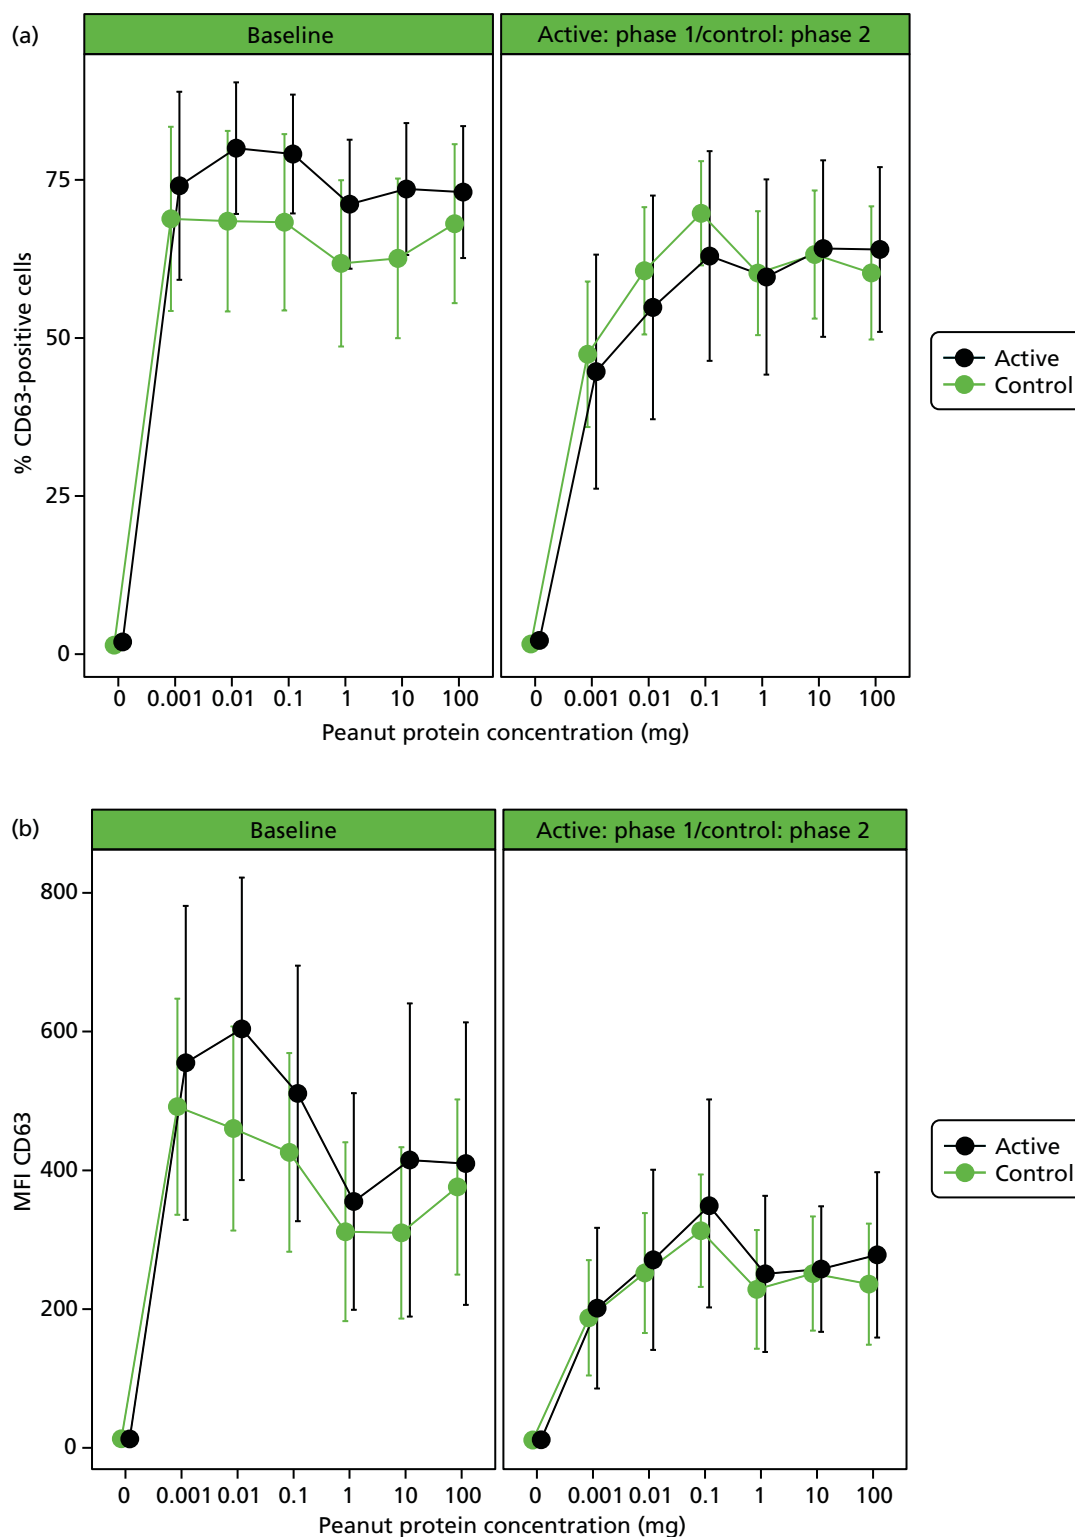 (a)
Baseline
Active: phase 1/control: phase 2
% CD63-positive cells
75
50
25
0
0 0.001 0.01 0.1 1 10 100
0 0.001 0.01 0.1 1 10 100
Peanut protein concentration (mg)
Active
Control
(b)
Baseline
Active: phase 1/control: phase 2
MFI CD63
800
600
400
200
0
0 0.001 0.01 0.1 1 10 100
0 0.001 0.01 0.1 1 10 100
Peanut protein concentration (mg)
Active
Control